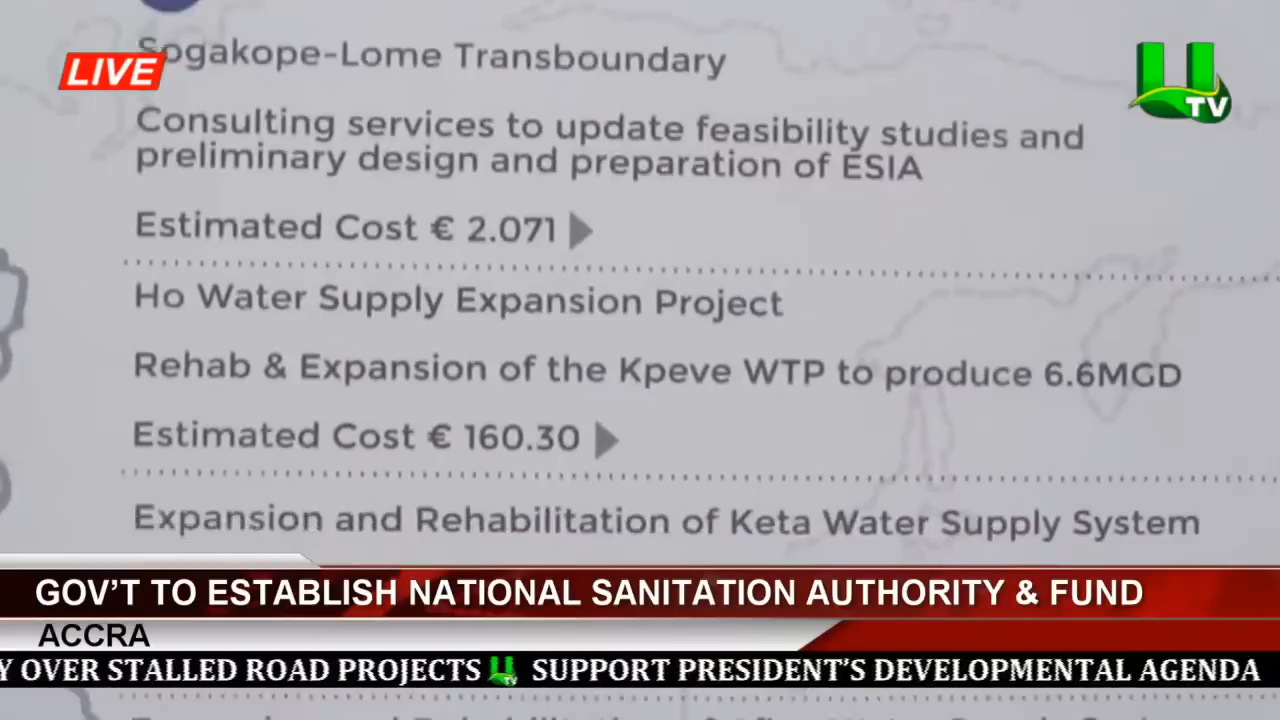 Sogakope-Lome Transboundary
LIVE
U
TV
Consulting services to update feasibility studies and
preliminary design and preparation of ESIA
Estimated Cost € 2.071
Ho Water Supply Expansion Project
Rehab & Expansion of the Kpeve WTP to produce 6.6MGD
Estimated Cost € 160.30
Expansion and Rehabilitation of Keta Water Supply System
GOV'T TO ESTABLISH NATIONAL SANITATION AUTHORITY & FUND
ACCRA
Y OVER STALLED ROAD PROJECTS U TV SUPPORT PRESIDENT'S DEVELOPMENTAL AGENDA